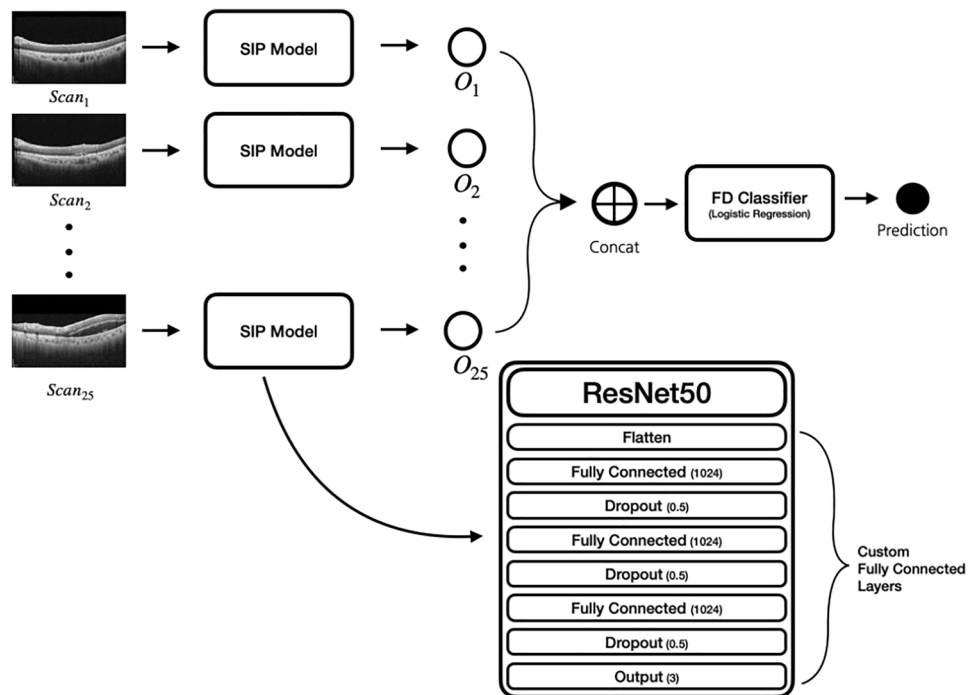 SIP Model
O1
Scan1
SIP Model
O2
Scan2
FD Classifier
(Logistic Regression)
Concat
Prediction
SIP Model
O25
Scan25
ResNet50
Flatten
Fully Connected (1024)
Dropout (0.5)
Fully Connected (1024)
Dropout (0.5)
Fully Connected (1024)
Dropout (0.5)
Output (3)
Custom
Fully Connected
Layers